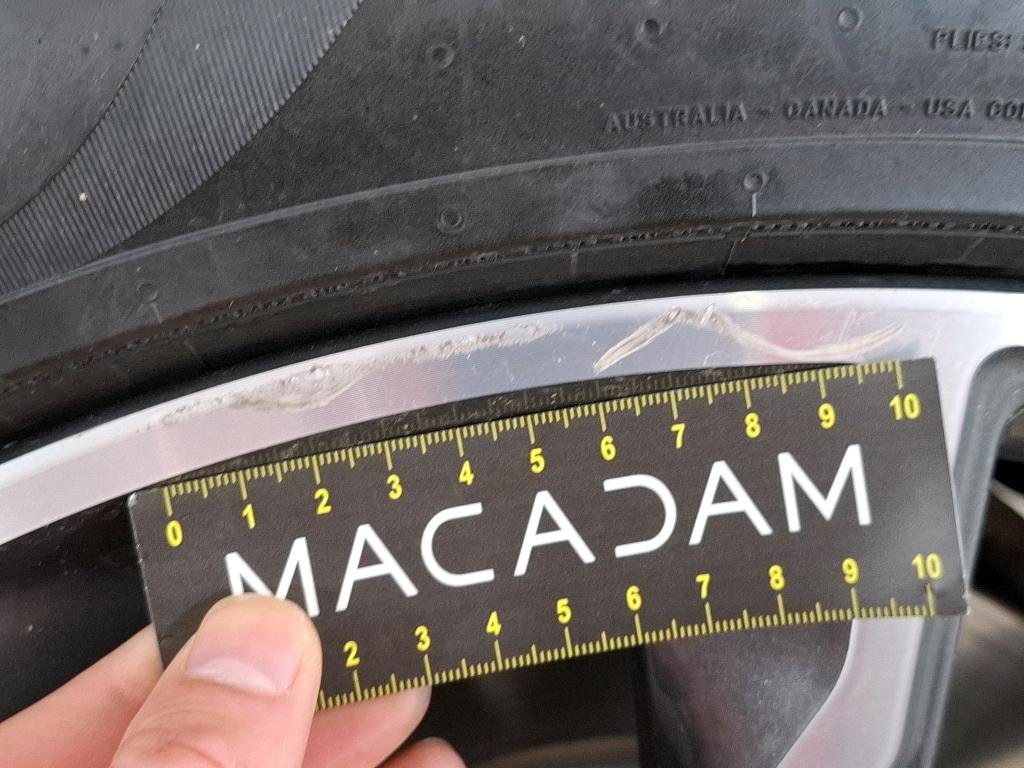 PLIES:
AUSTRALIA - CANADA - USA
0 1 2 3 4 5 6 7 8 9 10
MACADAM
2 3 4 5 6 7 8 9 10